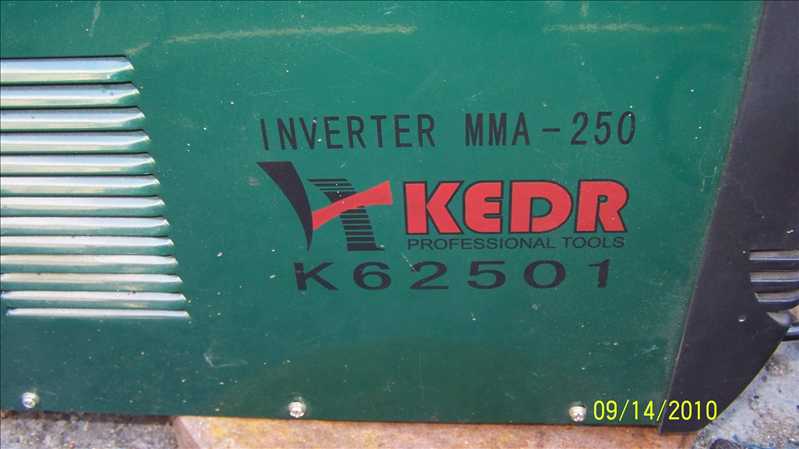 INVERTER MMA-250
KEDR
PROFESSIONAL TOOLS
K62501
09/14/2010